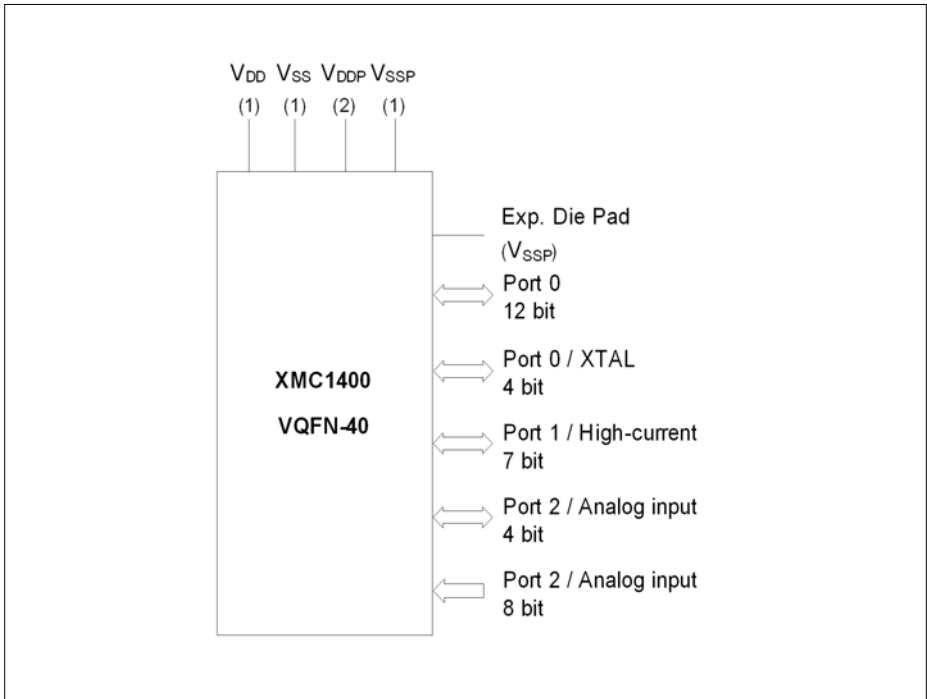 VDD VSS VDDP VSSP
(1) (1) (2) (1)
Exp. Die Pad
(VSSP)
Port 0
12 bit
Port 0 / XTAL
4 bit
XMC1400
VQFN-40
Port 1 / High-current
7 bit
Port 2 / Analog input
4 bit
Port 2 / Analog input
8 bit